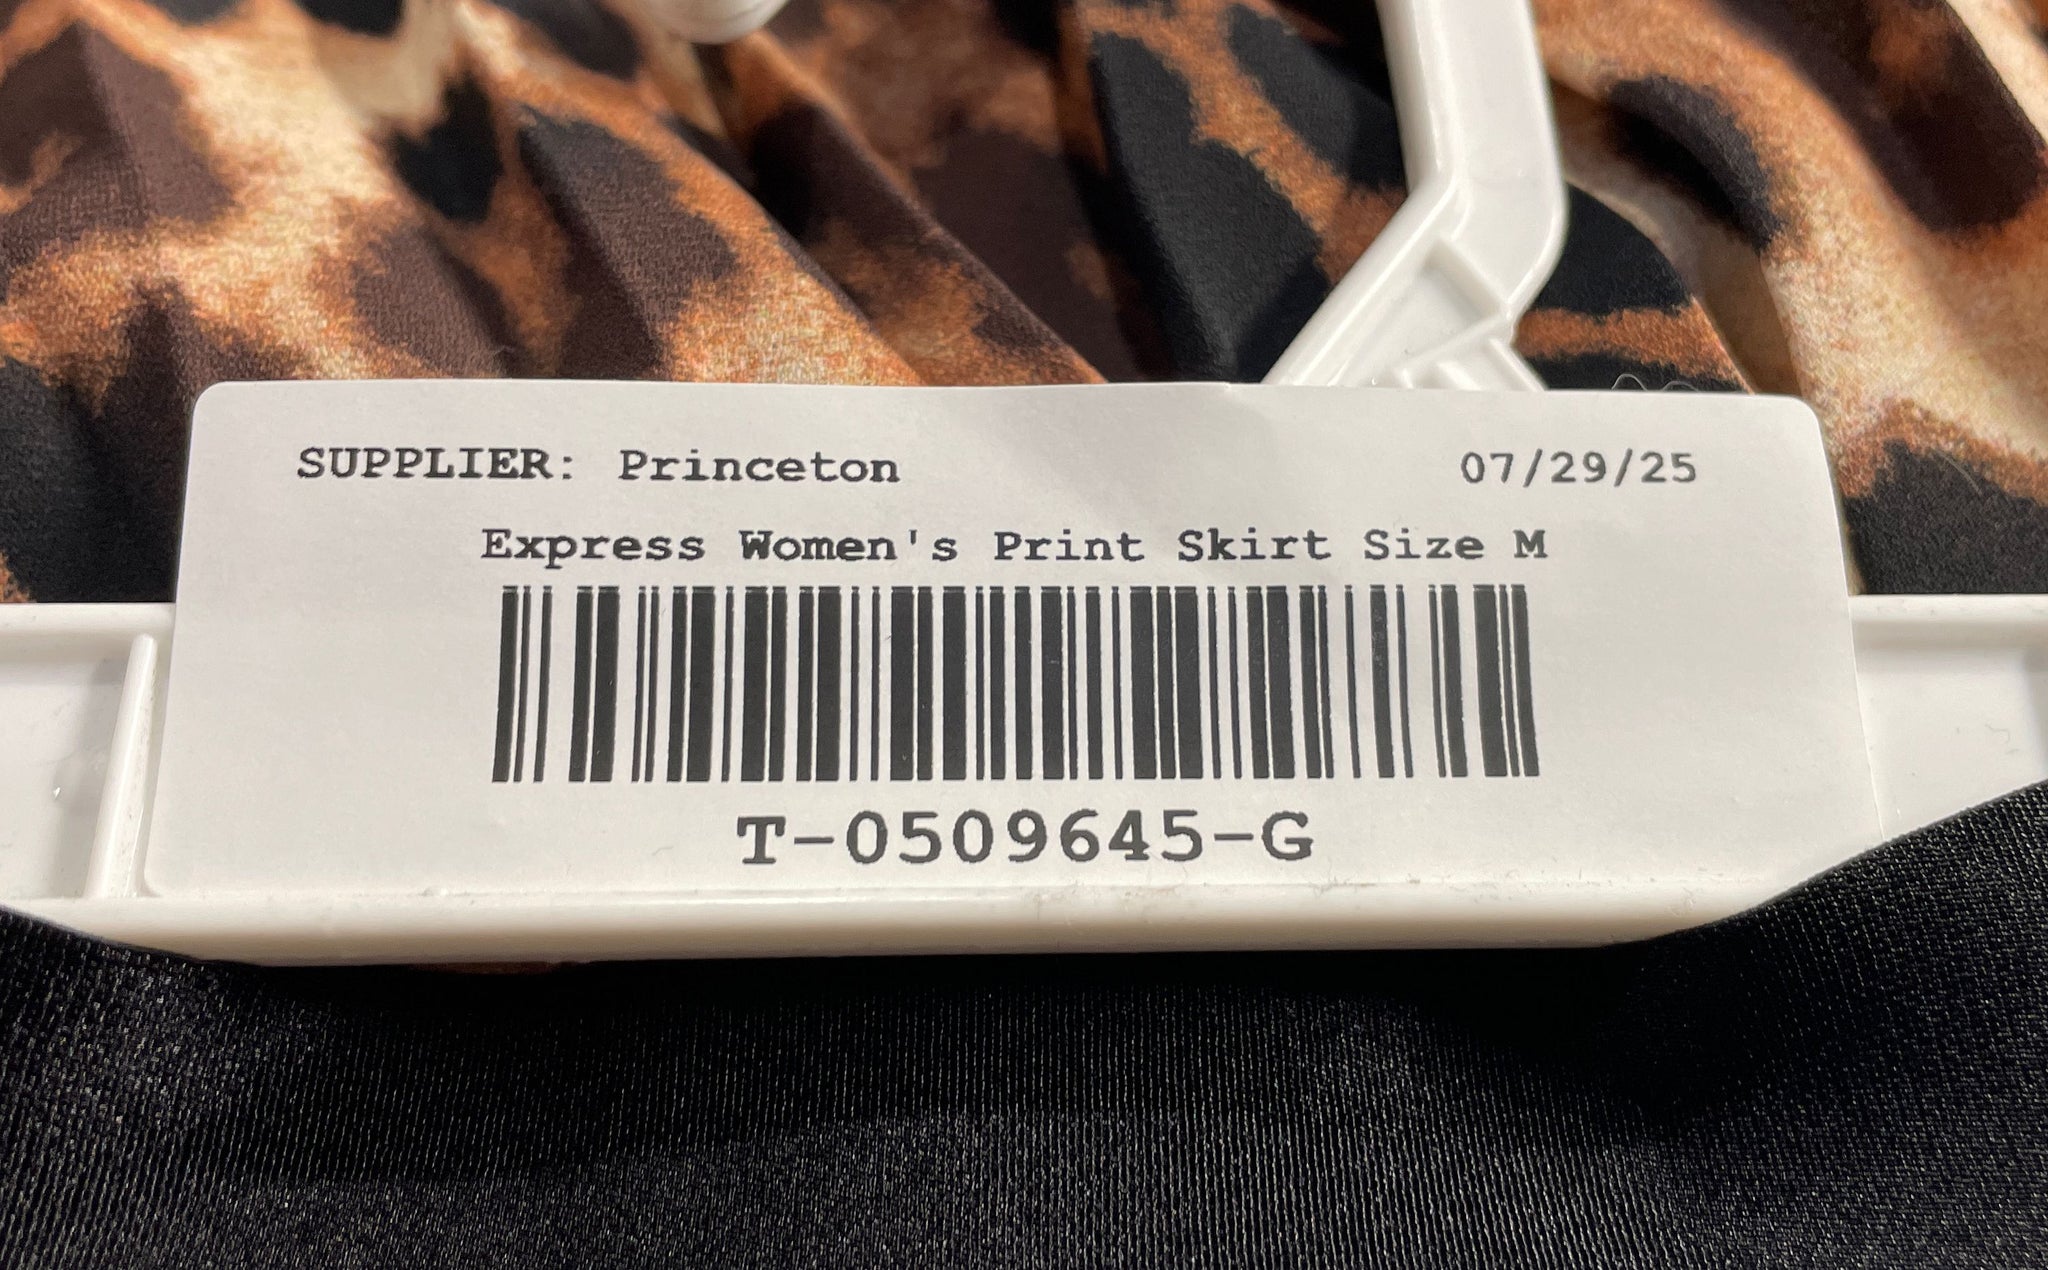 SUPPLIER: Princeton 07/29/25
Express Women's Print Skirt Size M
T-0509645-G